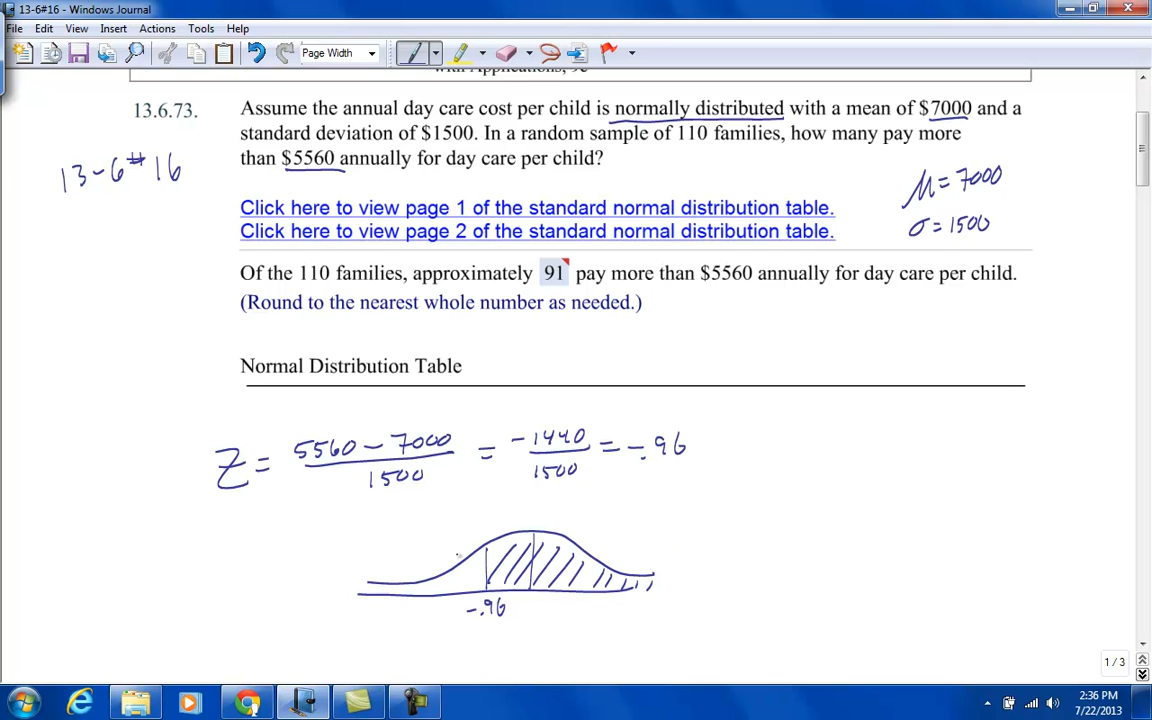 13-6#16 - Windows Journal
File Edit View Insert Actions Tools Help
Page Width
with Applications, 9e
13.6.73. Assume the annual day care cost per child is normally distributed with a mean of $7000 and a
standard deviation of $1500. In a random sample of 110 families, how many pay more
than $5560 annually for day care per child?
13-6#16
μ=7000
σ=1500
Click here to view page 1 of the standard normal distribution table.
Click here to view page 2 of the standard normal distribution table.
Of the 110 families, approximately 91 pay more than $5560 annually for day care per child.
(Round to the nearest whole number as needed.)
Normal Distribution Table
Z = 5560-7000 / 1500 = -1440 / 1500 = -.96
-.96
1 / 3
2:36 PM
7/22/2013